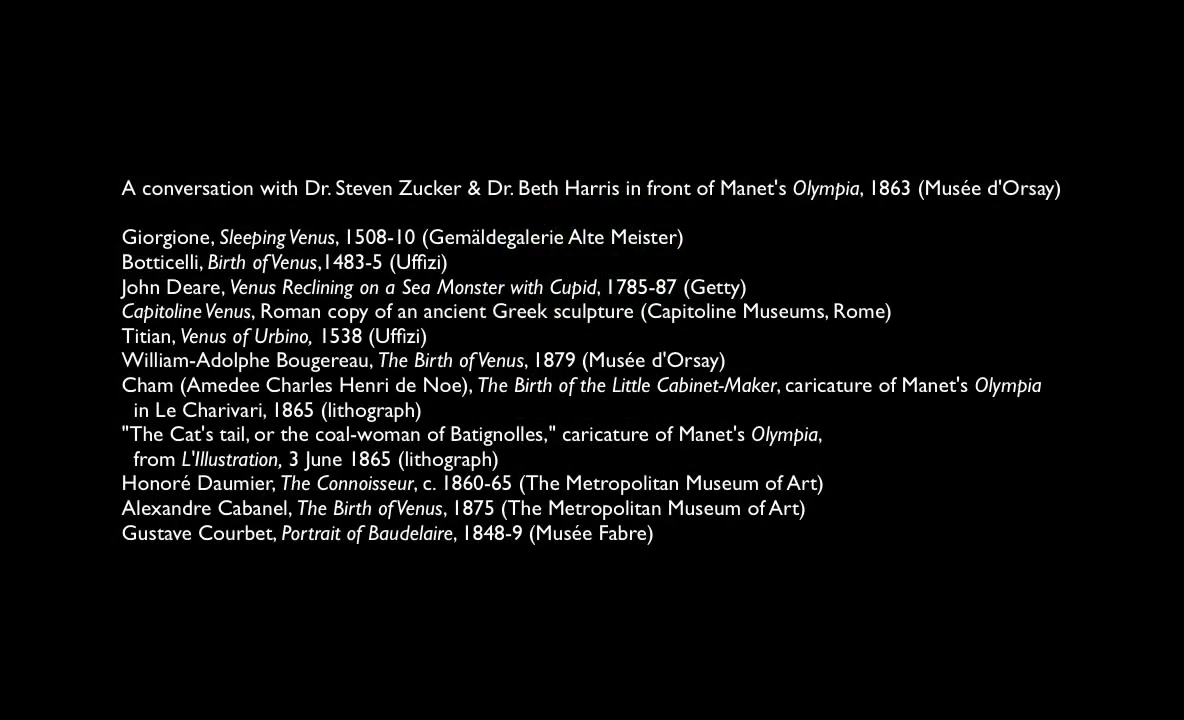 A conversation with Dr. Steven Zucker & Dr. Beth Harris in front of Manet's Olympia, 1863 (Musée d'Orsay)
Giorgione, Sleeping Venus, 1508-10 (Gemäldegalerie Alte Meister)
Botticelli, Birth of Venus,1483-5 (Uffizi)
John Deare, Venus Reclining on a Sea Monster with Cupid, 1785-87 (Getty)
Capitoline Venus, Roman copy of an ancient Greek sculpture (Capitoline Museums, Rome)
Titian, Venus of Urbino, 1538 (Uffizi)
William-Adolphe Bougereau, The Birth of Venus, 1879 (Musée d'Orsay)
Cham (Amedee Charles Henri de Noe), The Birth of the Little Cabinet-Maker, caricature of Manet's Olympia
in Le Charivari, 1865 (lithograph)
"The Cat's tail, or the coal-woman of Batignolles," caricature of Manet's Olympia,
from L'Illustration, 3 June 1865 (lithograph)
Honoré Daumier, The Connoisseur, c. 1860-65 (The Metropolitan Museum of Art)
Alexandre Cabanel, The Birth of Venus, 1875 (The Metropolitan Museum of Art)
Gustave Courbet, Portrait of Baudelaire, 1848-9 (Musée Fabre)